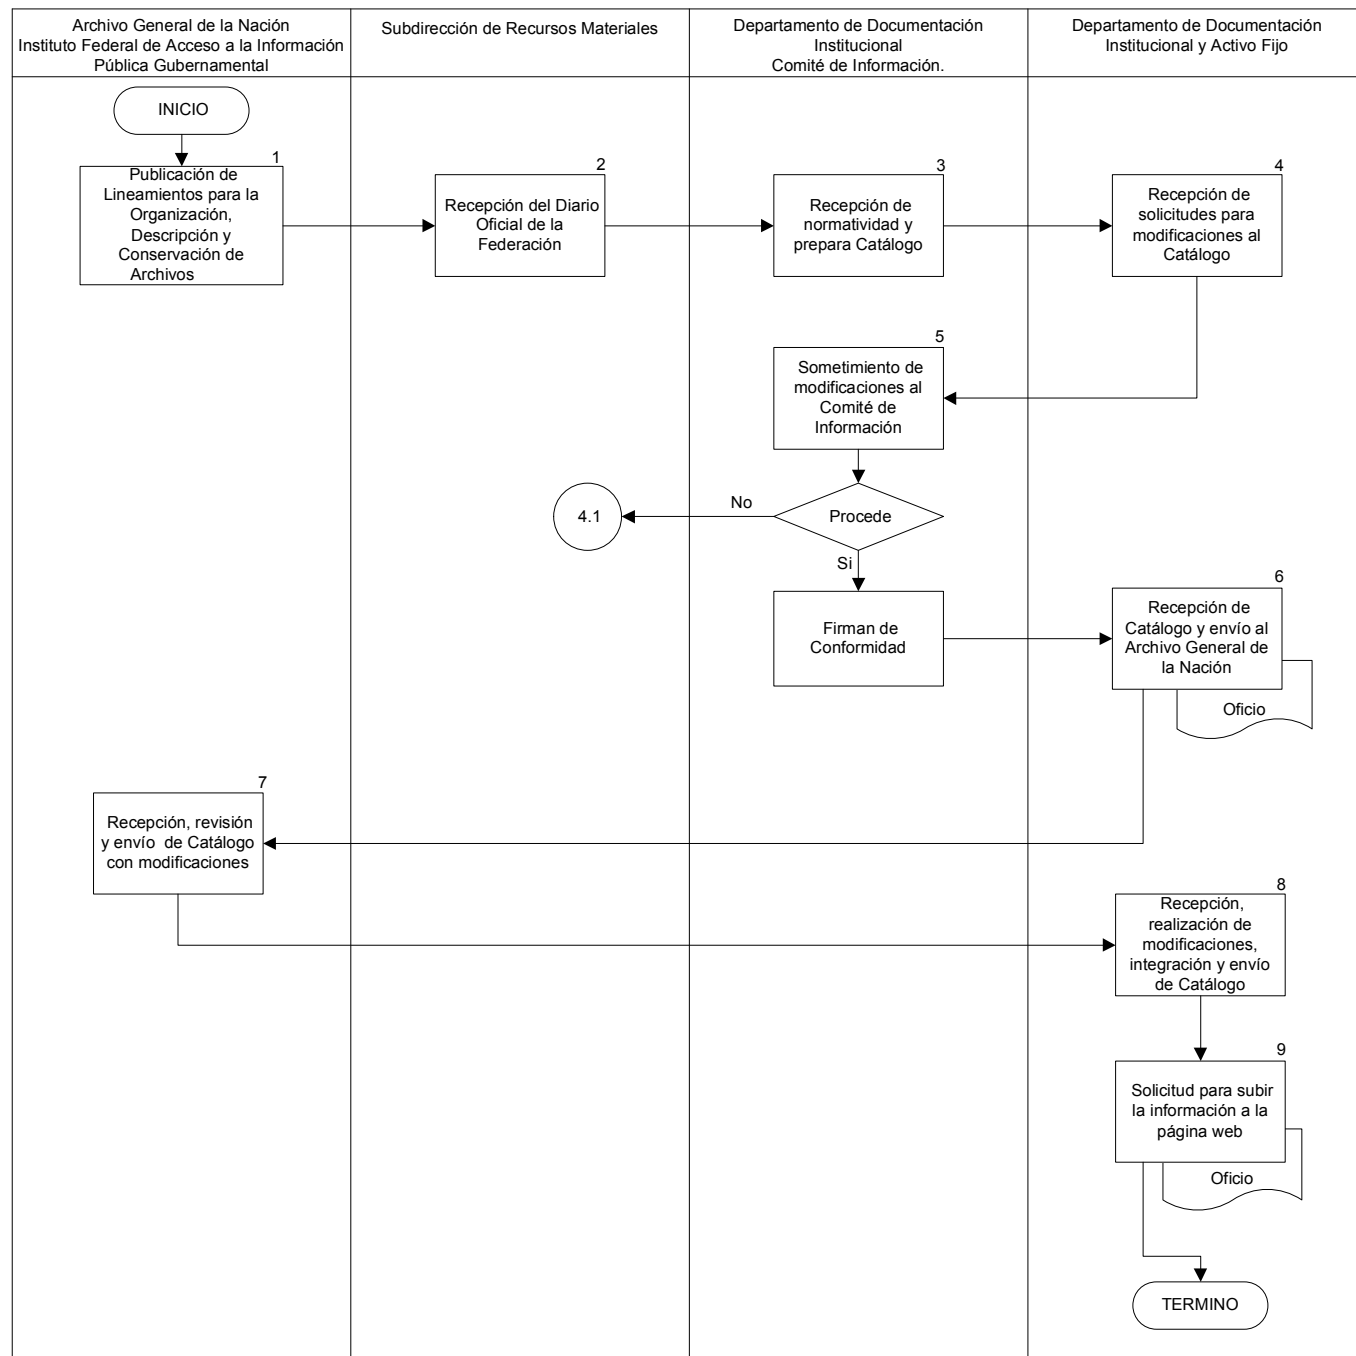 Archivo General de la Nación
Instituto Federal de Acceso a la Información
Pública Gubernamental
Subdirección de Recursos Materiales
Departamento de Documentación
Institucional
Comité de Información.
Departamento de Documentación
Institucional y Activo Fijo
INICIO
1
Publicación de
Lineamientos para la
Organización,
Descripción y
Conservación de
Archivos
2
Recepción del Diario
Oficial de la
Federación
3
Recepción de
normatividad y
prepara Catálogo
4
Recepción de
solicitudes para
modificaciones al
Catálogo
5
Sometimiento de
modificaciones al
Comité de
Información
Procede
No
4.1
Si
Firman de
Conformidad
6
Recepción de
Catálogo y envío al
Archivo General de
la Nación
Oficio
7
Recepción, revisión
y envío de Catálogo
con modificaciones
8
Recepción,
realización de
modificaciones,
integración y envío
de Catálogo
9
Solicitud para subir
la información a la
página web
Oficio
TERMINO